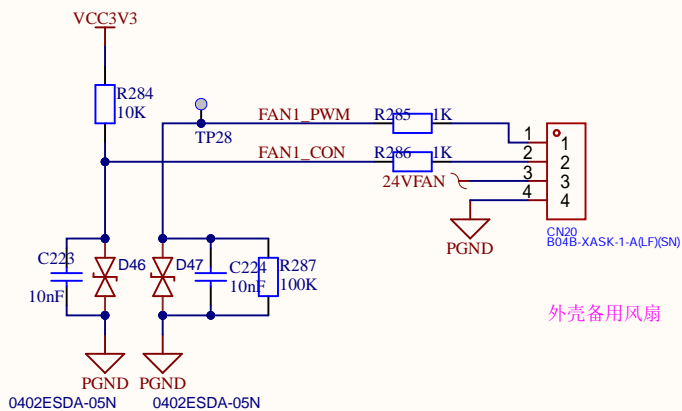 VCC3V3
R284
10K
TP28
FAN1_PWM
R285
1K
FAN1_CON
R286
1K
24VFAN
PGND
1
2
3
4
1
2
3
4
CN20
B04B-XASK-1-A(LF)(SN)
C223
10nF
D46
D47
C224
10nF
R287
100K
外壳备用风扇
PGND
PGND
0402ESDA-05N
0402ESDA-05N